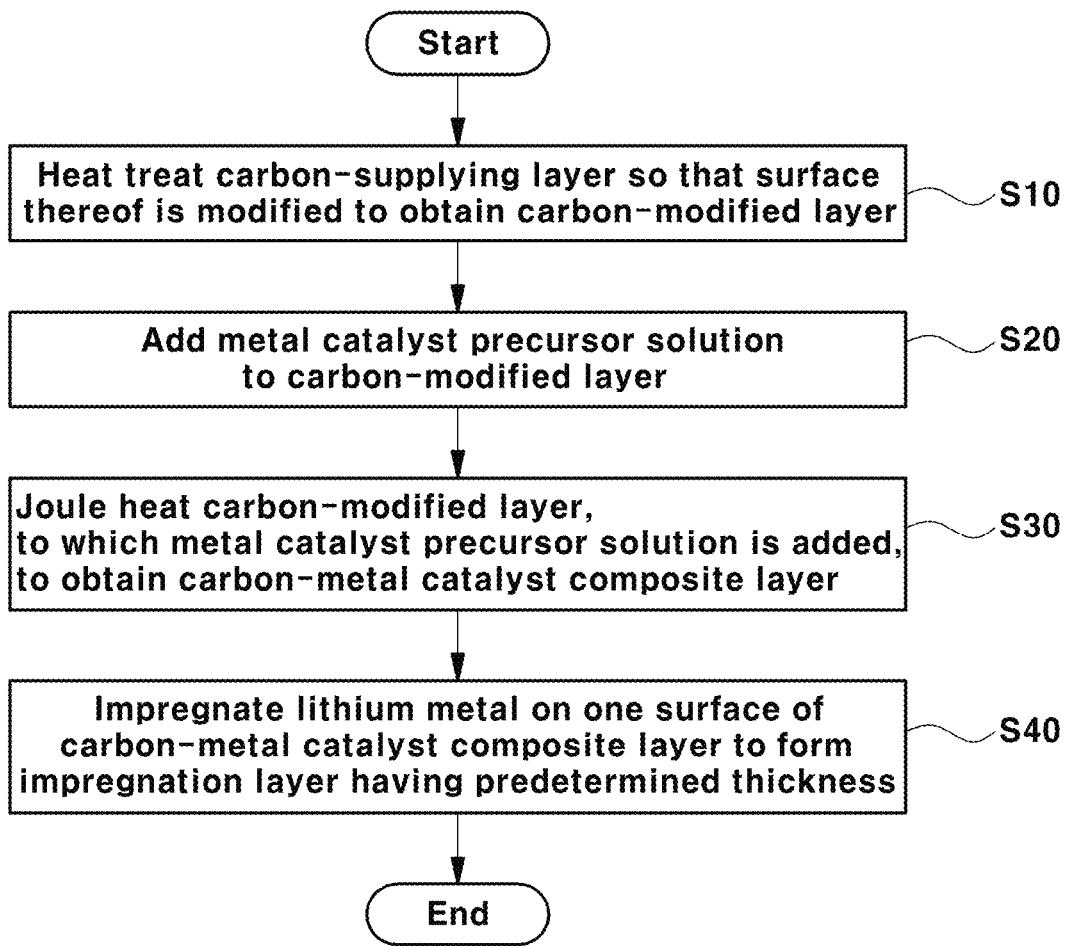 Start
Heat treat carbon-supplying layer so that surface
thereof is modified to obtain carbon-modified layer
S10
Add metal catalyst precursor solution
to carbon-modified layer
S20
Joule heat carbon-modified layer,
to which metal catalyst precursor solution is added,
to obtain carbon-metal catalyst composite layer
S30
Impregnate lithium metal on one surface of
carbon-metal catalyst composite layer to form
impregnation layer having predetermined thickness
S40
End